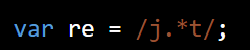 var re = /j.*t/;